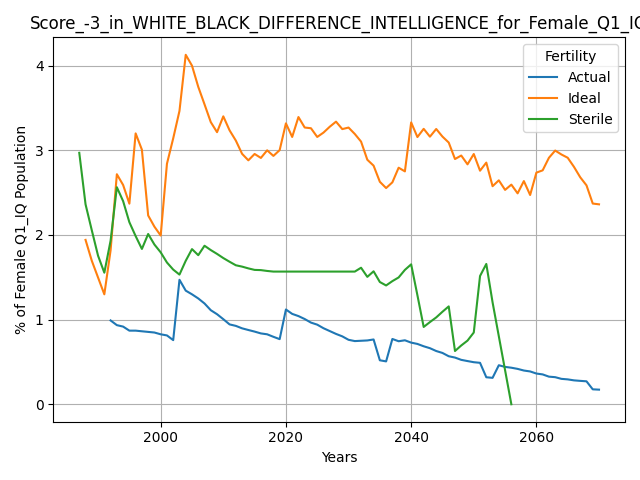 Score_-3_in_WHITE_BLACK_DIFFERENCE_INTELLIGENCE_for_Female_Q1_IQ
Fertility
Actual
Ideal
Sterile
% of Female Q1_IQ Population
4
3
2
1
0
2000 2020 2040 2060
Years